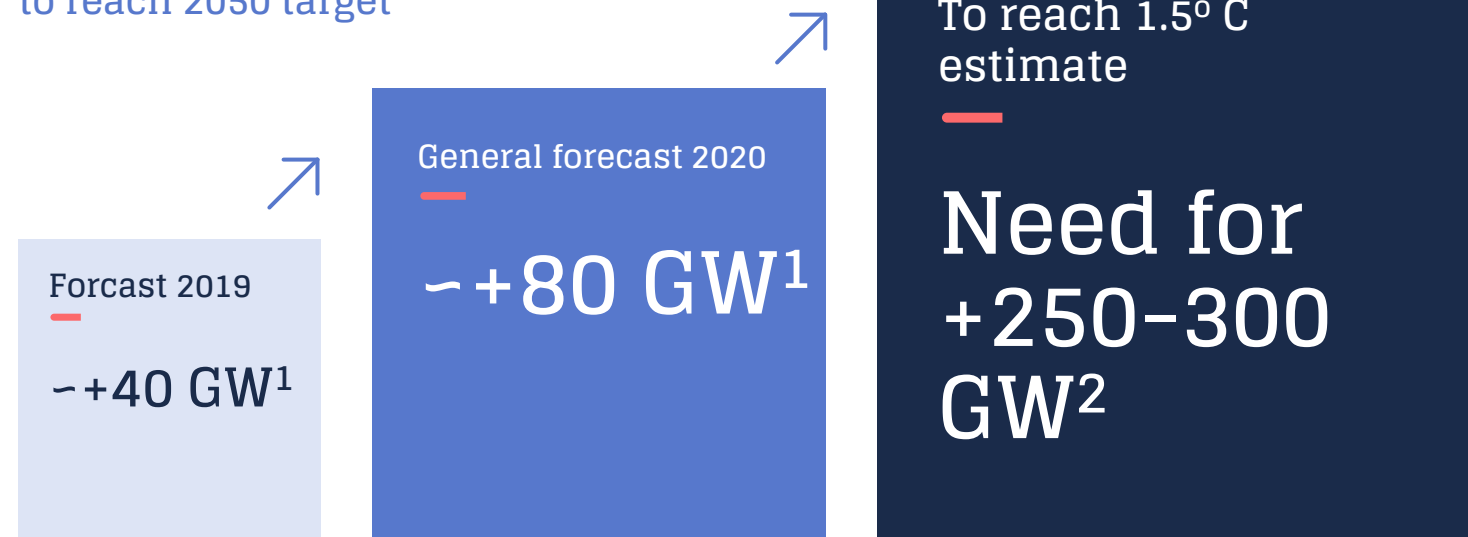 to reach 2050 target
Forcast 2019
~+40 GW¹
General forecast 2020
~+80 GW¹
To reach 1.5º C
estimate
Need for
+250–300
GW²